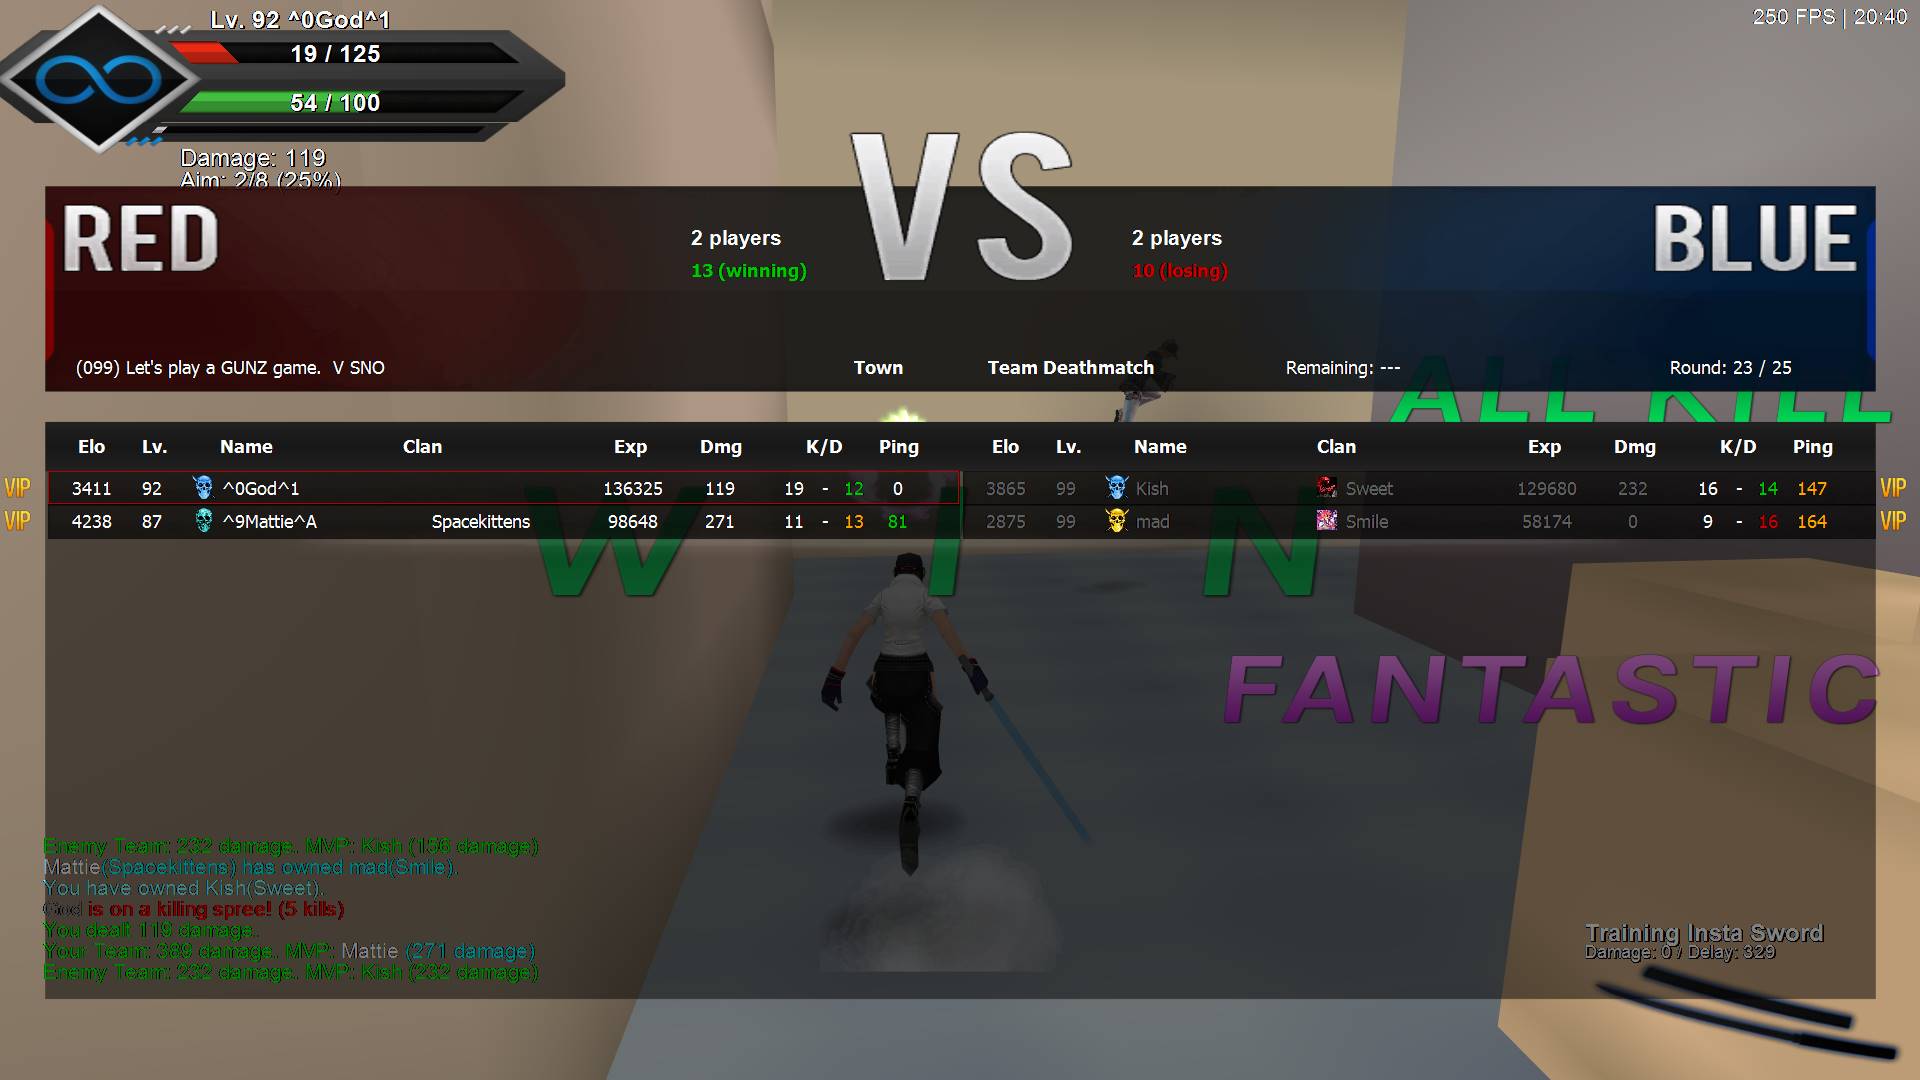 Lv. 92 ^0God^1
250 FPS | 20:40
19 / 125
54 / 100
Damage: 119
Aim: 2/8 (25%)
VS
RED
BLUE
2 players
2 players
13 (winning)
10 (losing)
(099) Let's play a GUNZ game. V SNO
Town
Team Deathmatch
Remaining: ---
Round: 23 / 25
ALL KILL
Elo Lv. Name Clan Exp Dmg K/D Ping Elo Lv. Name Clan Exp Dmg K/D Ping
VIP 3411 92 ^0God^1 136325 119 19 - 12 0 3865 99 Kish Sweet 129680 232 16 - 14 147 VIP
VIP 4238 87 ^9Mattie^A Spacekittens 98648 271 11 - 13 81 2875 99 mad Smile 58174 0 9 - 16 164 VIP
WIN
FANTASTIC
Enemy Team: 232 damage. MVP: Kish (156 damage)
Mattie(Spacekittens) has owned mad(Smile).
You have owned Kish(Sweet).
God is on a killing spree! (5 kills)
You dealt 119 damage.
Your Team: 389 damage. MVP: Mattie (271 damage)
Enemy Team: 232 damage. MVP: Kish (232 damage)
Training Insta Sword
Damage: 0 / Delay: 329